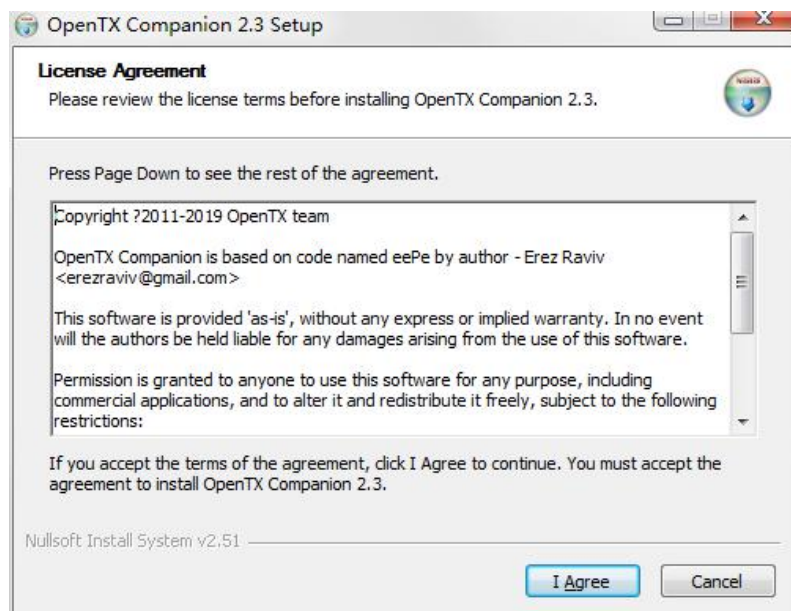 OpenTX Companion 2.3 Setup
License Agreement
Please review the license terms before installing OpenTX Companion 2.3.
Press Page Down to see the rest of the agreement.
Copyright ?2011-2019 OpenTX team
OpenTX Companion is based on code named eePe by author - Erez Raviv
<erezraviv@gmail.com>
This software is provided 'as-is', without any express or implied warranty. In no event
will the authors be held liable for any damages arising from the use of this software.
Permission is granted to anyone to use this software for any purpose, including
commercial applications, and to alter it and redistribute it freely, subject to the following
restrictions:
If you accept the terms of the agreement, click I Agree to continue. You must accept the
agreement to install OpenTX Companion 2.3.
Nullsoft Install System v2.51
I Agree
Cancel